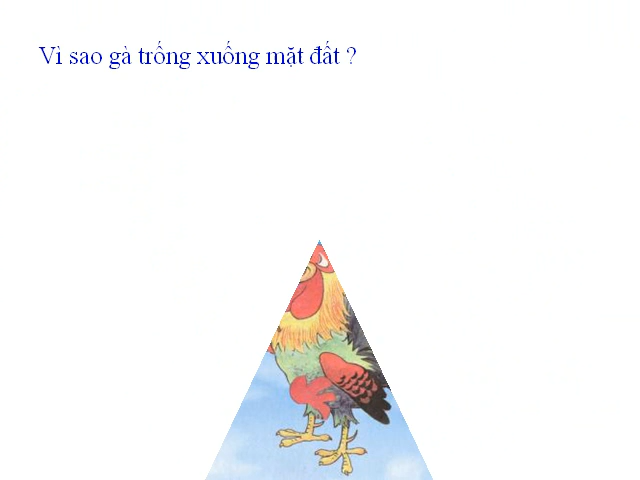 Vì sao gà trống xuống mặt đất ?